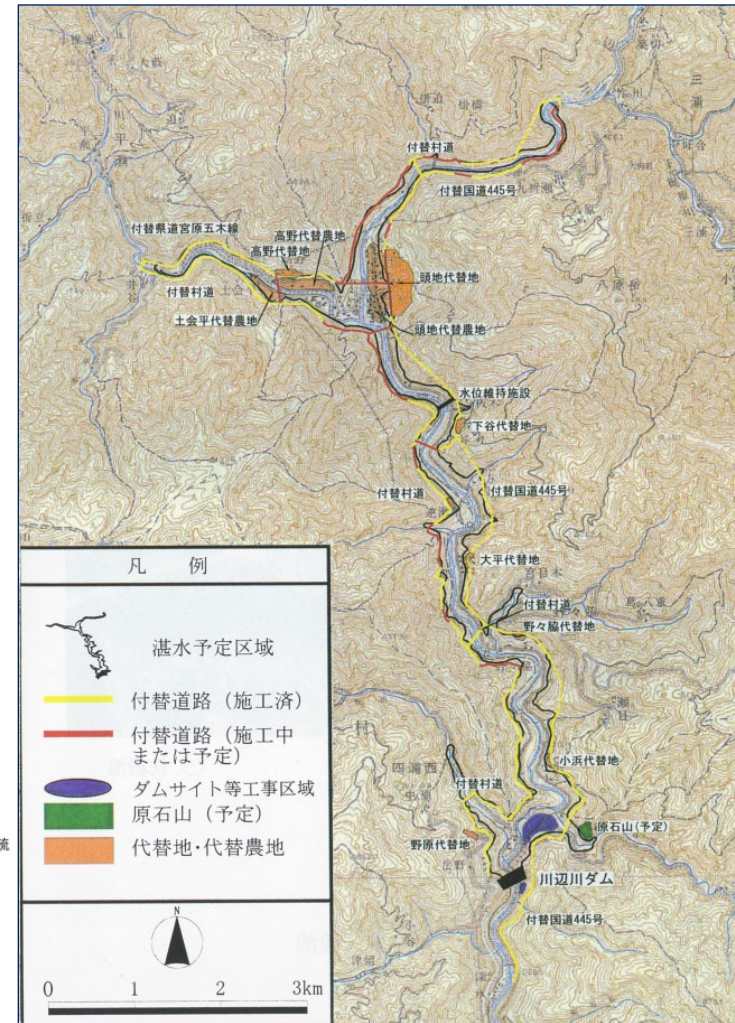 三浦
付替村道
付替国道445号
付替県道宮原五木線
高野代替農地
高野代替地
頭地代替地
付替村道
土会平代替農地
頭地代替農地
八原岳
水位維持施設
下谷代替地
付替村道
付替国道445号
大平代替地
付替村道
野々脇代替地
小浜代替地
四浦西
付替村道
原石山(予定)
野原代替地
川辺川ダム
付替国道445号
凡　例
湛水予定区域
付替道路（施工済）
付替道路（施工中
または予定）
ダムサイト等工事区域
原石山（予定）
代替地・代替農地
N
0 1 2 3km
流